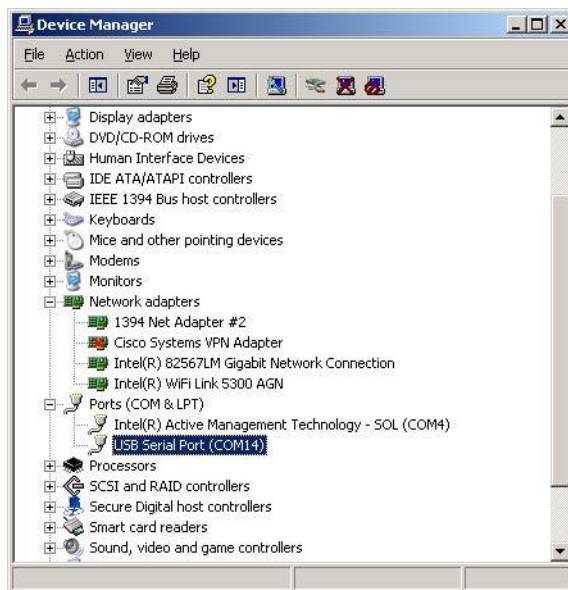 Device Manager
File Action View Help
Display adapters
DVD/CD-ROM drives
Human Interface Devices
IDE ATA/ATAPI controllers
IEEE 1394 Bus host controllers
Keyboards
Mice and other pointing devices
Modems
Monitors
Network adapters
1394 Net Adapter #2
Cisco Systems VPN Adapter
Intel(R) 82567LM Gigabit Network Connection
Intel(R) WiFi Link 5300 AGN
Ports (COM & LPT)
Intel(R) Active Management Technology - SOL (COM4)
USB Serial Port (COM14)
Processors
SCSI and RAID controllers
Secure Digital host controllers
Smart card readers
Sound, video and game controllers